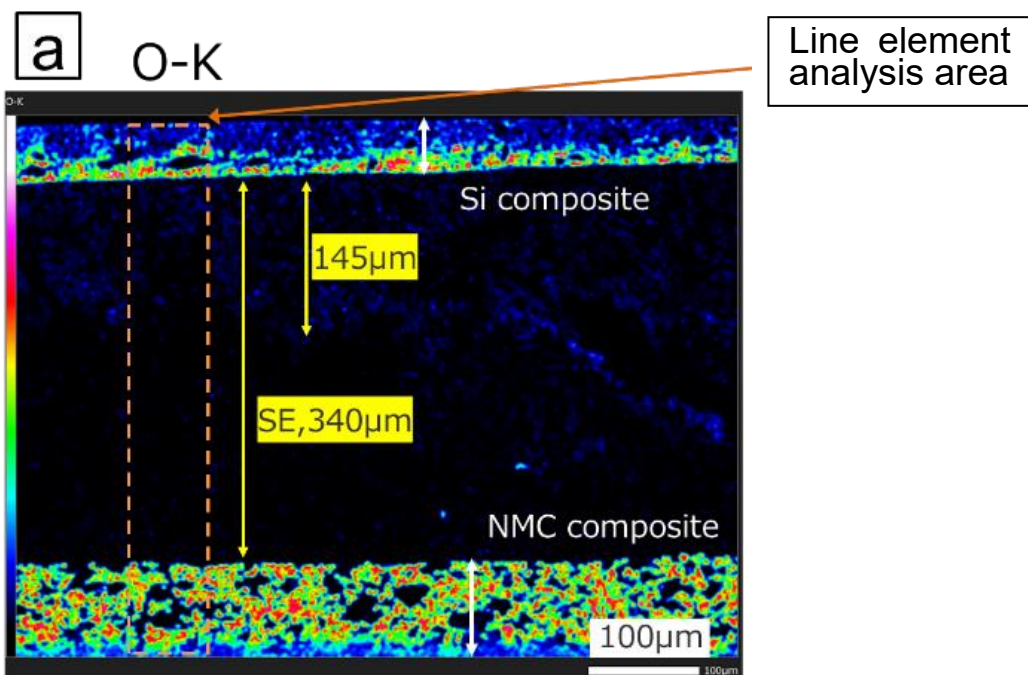 a
O-K
Line element
analysis area
O-K
Si composite
145µm
SE,340µm
NMC composite
100µm
100µm